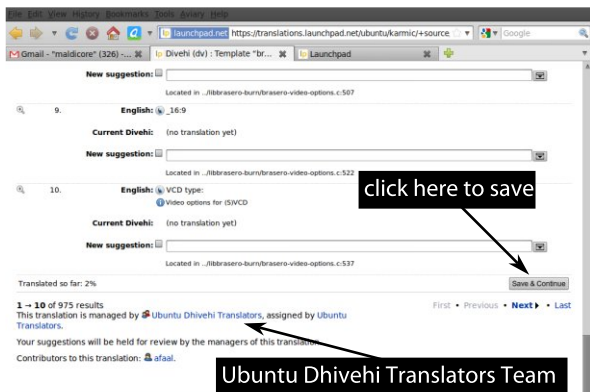 File Edit View History Bookmarks Tools Aviary Help
launchpad.net https://translations.launchpad.net/ubuntu/karmic/+source
Google
Gmail - "maldicore" (326) -... Divehi (dv) : Template "br... Launchpad
New suggestion:
Located in ../libbrasero-burn/brasero-video-options.c:507
9. English: _16:9
Current Divehi: (no translation yet)
New suggestion:
Located in ../libbrasero-burn/brasero-video-options.c:522
click here to save
10. English: VCD type:
Video options for (S)VCD
Current Divehi: (no translation yet)
New suggestion:
Located in ../libbrasero-burn/brasero-video-options.c:537
Translated so far: 2% Save & Continue
1 → 10 of 975 results First • Previous • Next • Last
This translation is managed by Ubuntu Dhivehi Translators, assigned by Ubuntu
Translators.
Your suggestions will be held for review by the managers of this translation
Contributors to this translation: afaal.
Ubuntu Dhivehi Translators Team